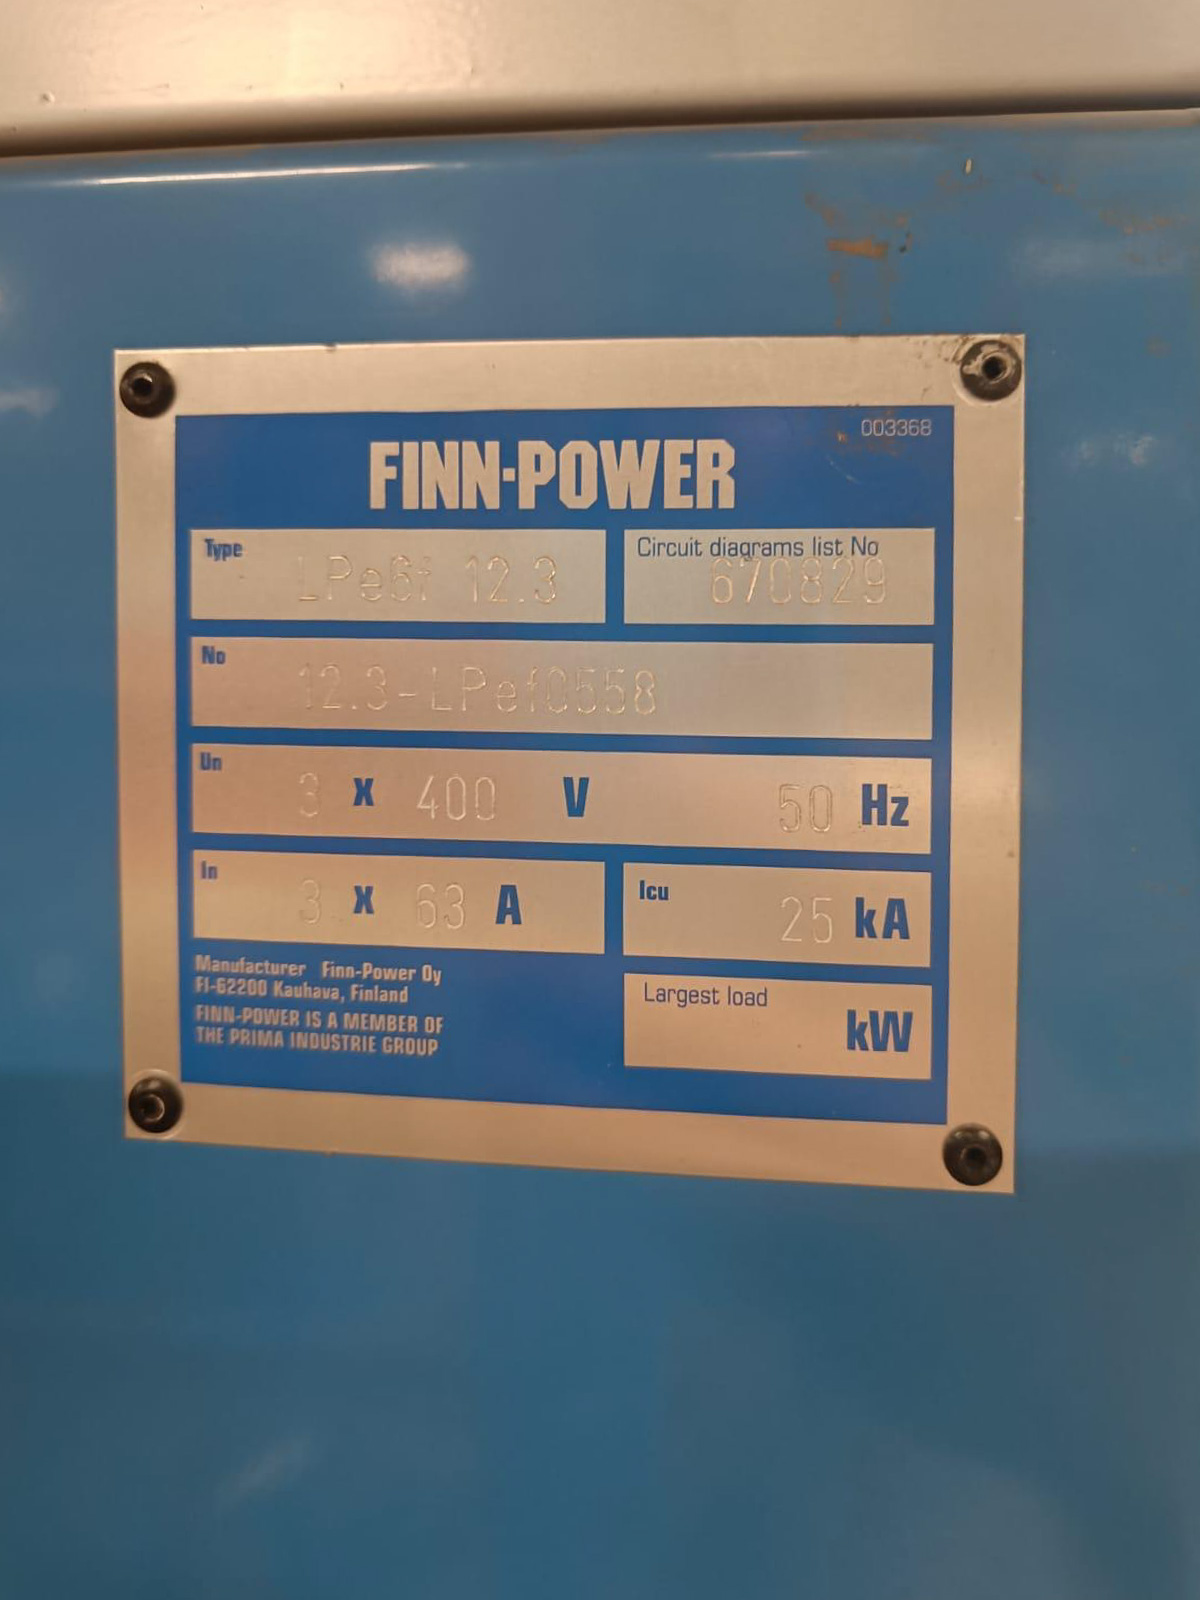 003368
FINN-POWER
Type LPe6f 12.3
Circuit diagrams list No 670829
No 12.3-LPef0558
Un 3 x 400 V 50 Hz
In 3 x 63 A
Icu 25 kA
Manufacturer Finn-Power Oy
FI-62200 Kauhava, Finland
FINN-POWER IS A MEMBER OF
THE PRIMA INDUSTRIE GROUP
Largest load kW